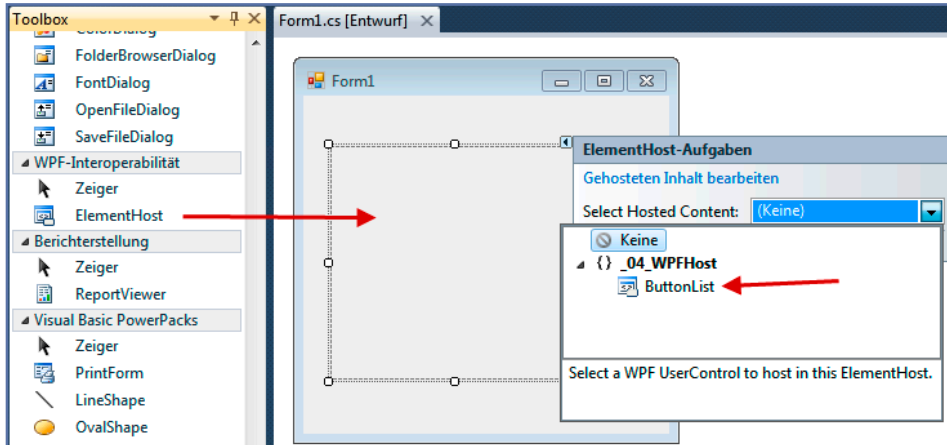 Toolbox
ColorDialog
FolderBrowserDialog
FontDialog
OpenFileDialog
SaveFileDialog
WPF-Interoperabilität
Zeiger
ElementHost
Berichterstellung
Zeiger
ReportViewer
Visual Basic PowerPacks
Zeiger
PrintForm
LineShape
OvalShape
Form1.cs [Entwurf]
Form1
ElementHost-Aufgaben
Gehosteten Inhalt bearbeiten
Select Hosted Content: (Keine)
Keine
{} _04_WPFHost
ButtonList
Select a WPF UserControl to host in this ElementHost.